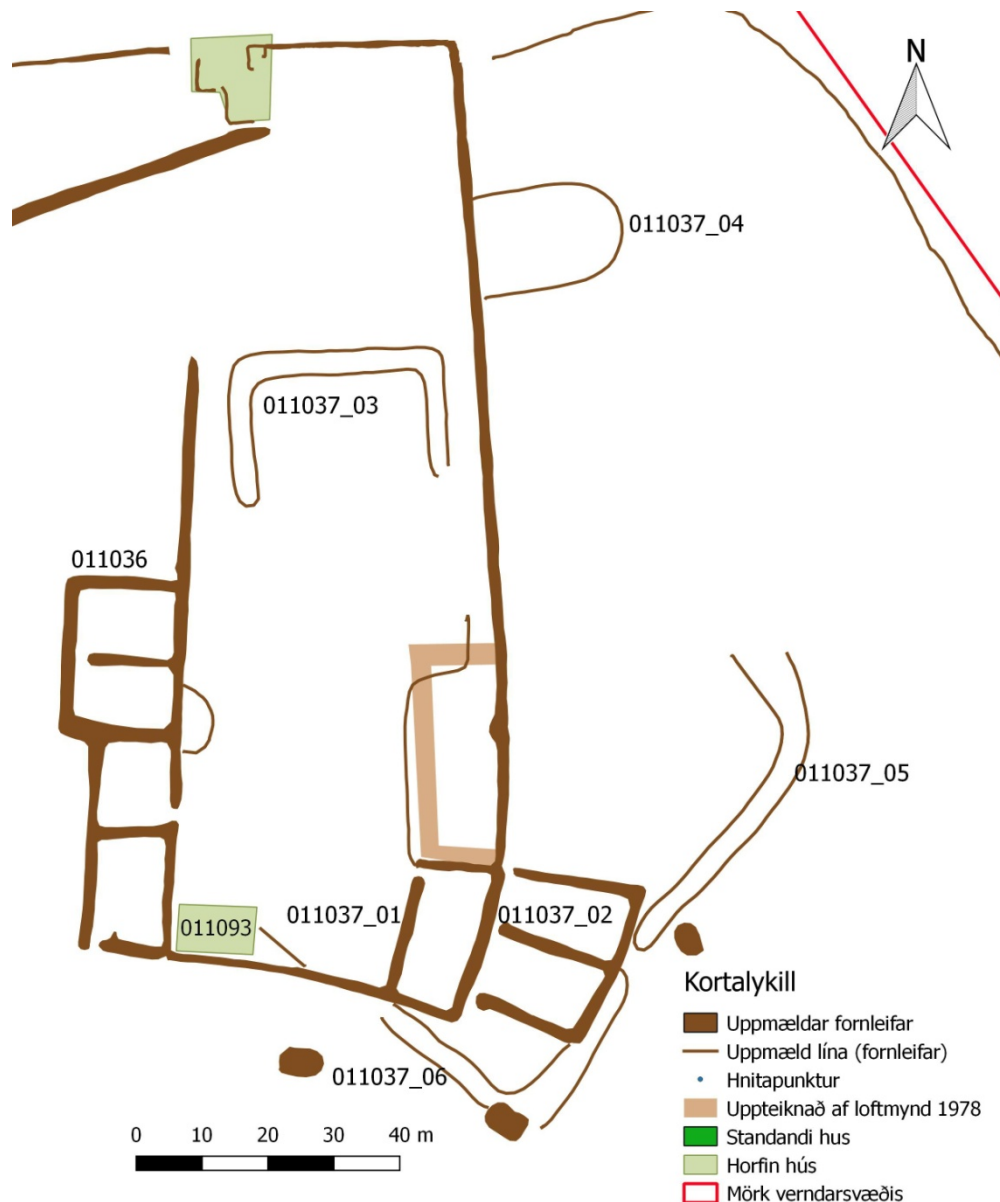 N
011037_04
011037_03
011036
011037_05
011093
011037_01
011037_02
011037_06
0 10 20 30 40 m
Kortalykill
Uppmældar fornleifar
Uppmæld lína (fornleifar)
Hnitapunktur
Uppteiknað af loftmynd 1978
Standandi hus
Horfin hús
Mörk verndarsvæðis